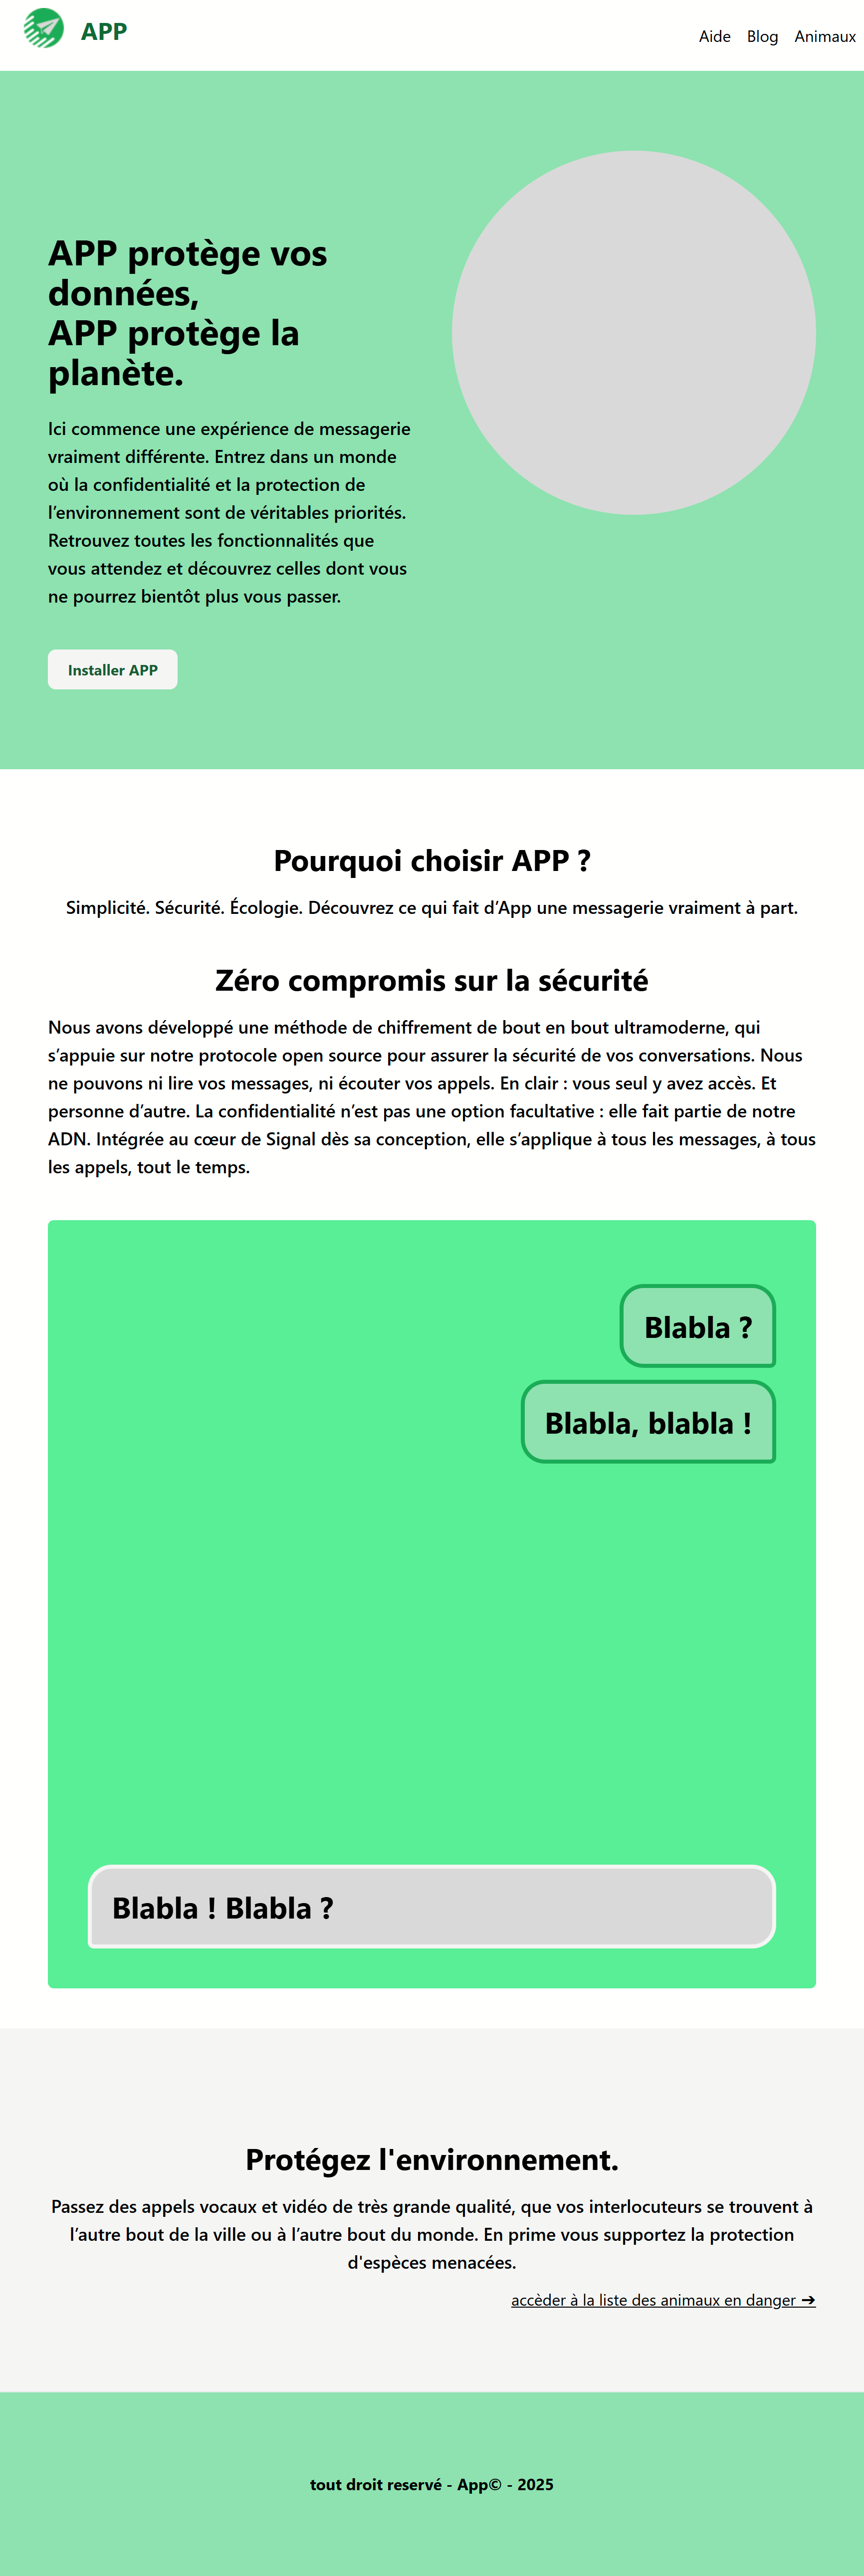 APP
Aide Blog Animaux
APP protège vos
données,
APP protège la
planète.
Ici commence une expérience de messagerie
vraiment différente. Entrez dans un monde
où la confidentialité et la protection de
l’environnement sont de véritables priorités.
Retrouvez toutes les fonctionnalités que
vous attendez et découvrez celles dont vous
ne pourrez bientôt plus vous passer.
Installer APP
Pourquoi choisir APP ?
Simplicité. Sécurité. Écologie. Découvrez ce qui fait d’App une messagerie vraiment à part.
Zéro compromis sur la sécurité
Nous avons développé une méthode de chiffrement de bout en bout ultramoderne, qui
s’appuie sur notre protocole open source pour assurer la sécurité de vos conversations. Nous
ne pouvons ni lire vos messages, ni écouter vos appels. En clair : vous seul y avez accès. Et
personne d’autre. La confidentialité n’est pas une option facultative : elle fait partie de notre
ADN. Intégrée au cœur de Signal dès sa conception, elle s’applique à tous les messages, à tous
les appels, tout le temps.
Blabla ?
Blabla, blabla !
Blabla ! Blabla ?
Protégez l'environnement.
Passez des appels vocaux et vidéo de très grande qualité, que vos interlocuteurs se trouvent à
l’autre bout de la ville ou à l’autre bout du monde. En prime vous supportez la protection
d'espèces menacées.
accèder à la liste des animaux en danger ➔
tout droit reservé - App© - 2025